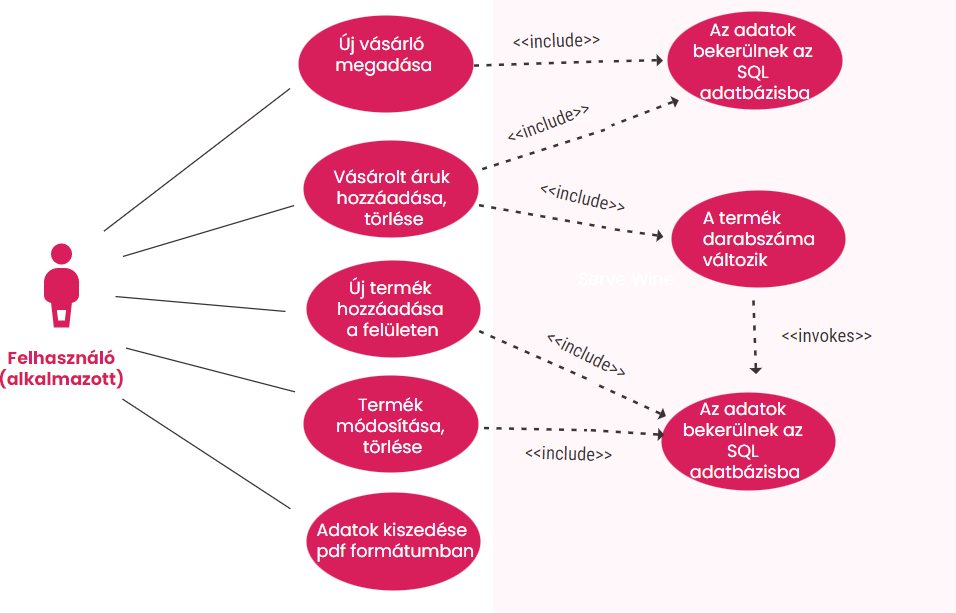 Új vásárló
megadása
<<include>>
Az adatok
bekerülnek az
SQL
adatbázisba
<<include>>
Vásárolt áruk
hozzáadása,
törlése
<<include>>
A termék
darabszáma
változik
Serve Wine
Új termék
hozzáadása
a felületen
<<invokes>>
<<include>>
Felhasználó
(alkalmazott)
Termék
módosítása,
törlése
<<include>>
Az adatok
bekerülnek az
SQL
adatbázisba
Adatok kiszedése
pdf formátumban